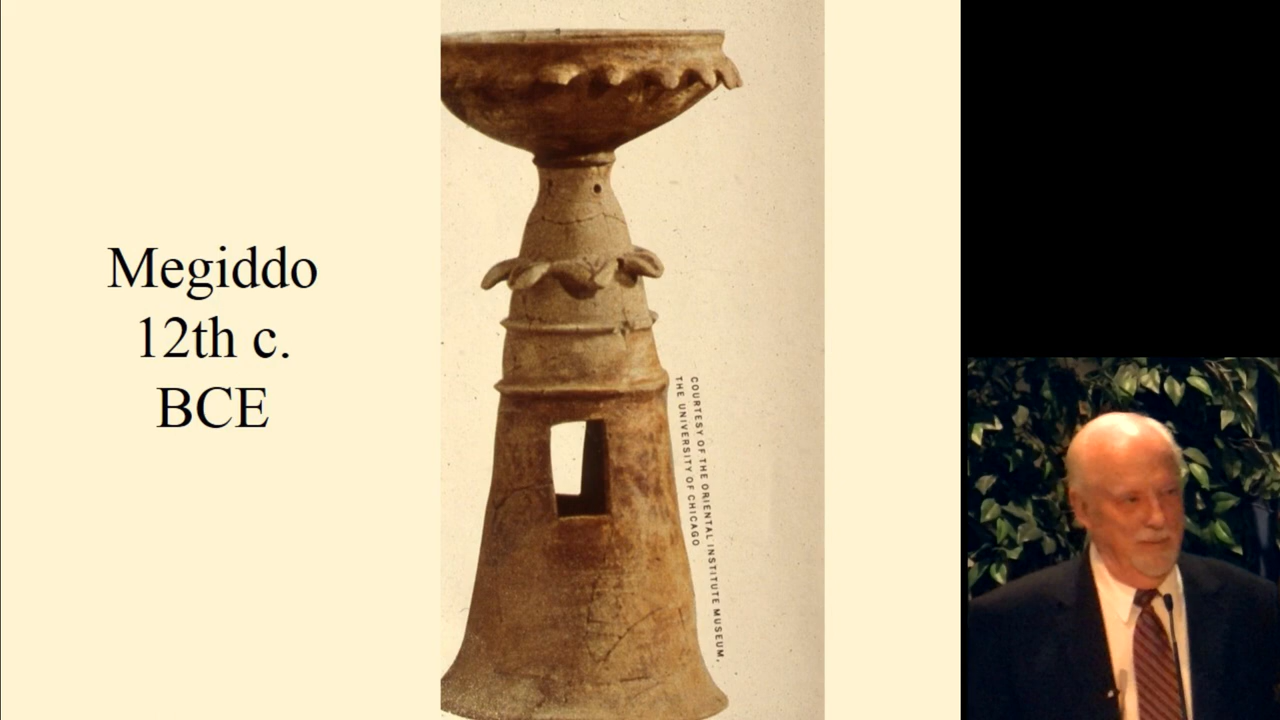 Megiddo
12th c.
BCE
COURTESY OF THE ORIENTAL INSTITUTE MUSEUM,
THE UNIVERSITY OF CHICAGO